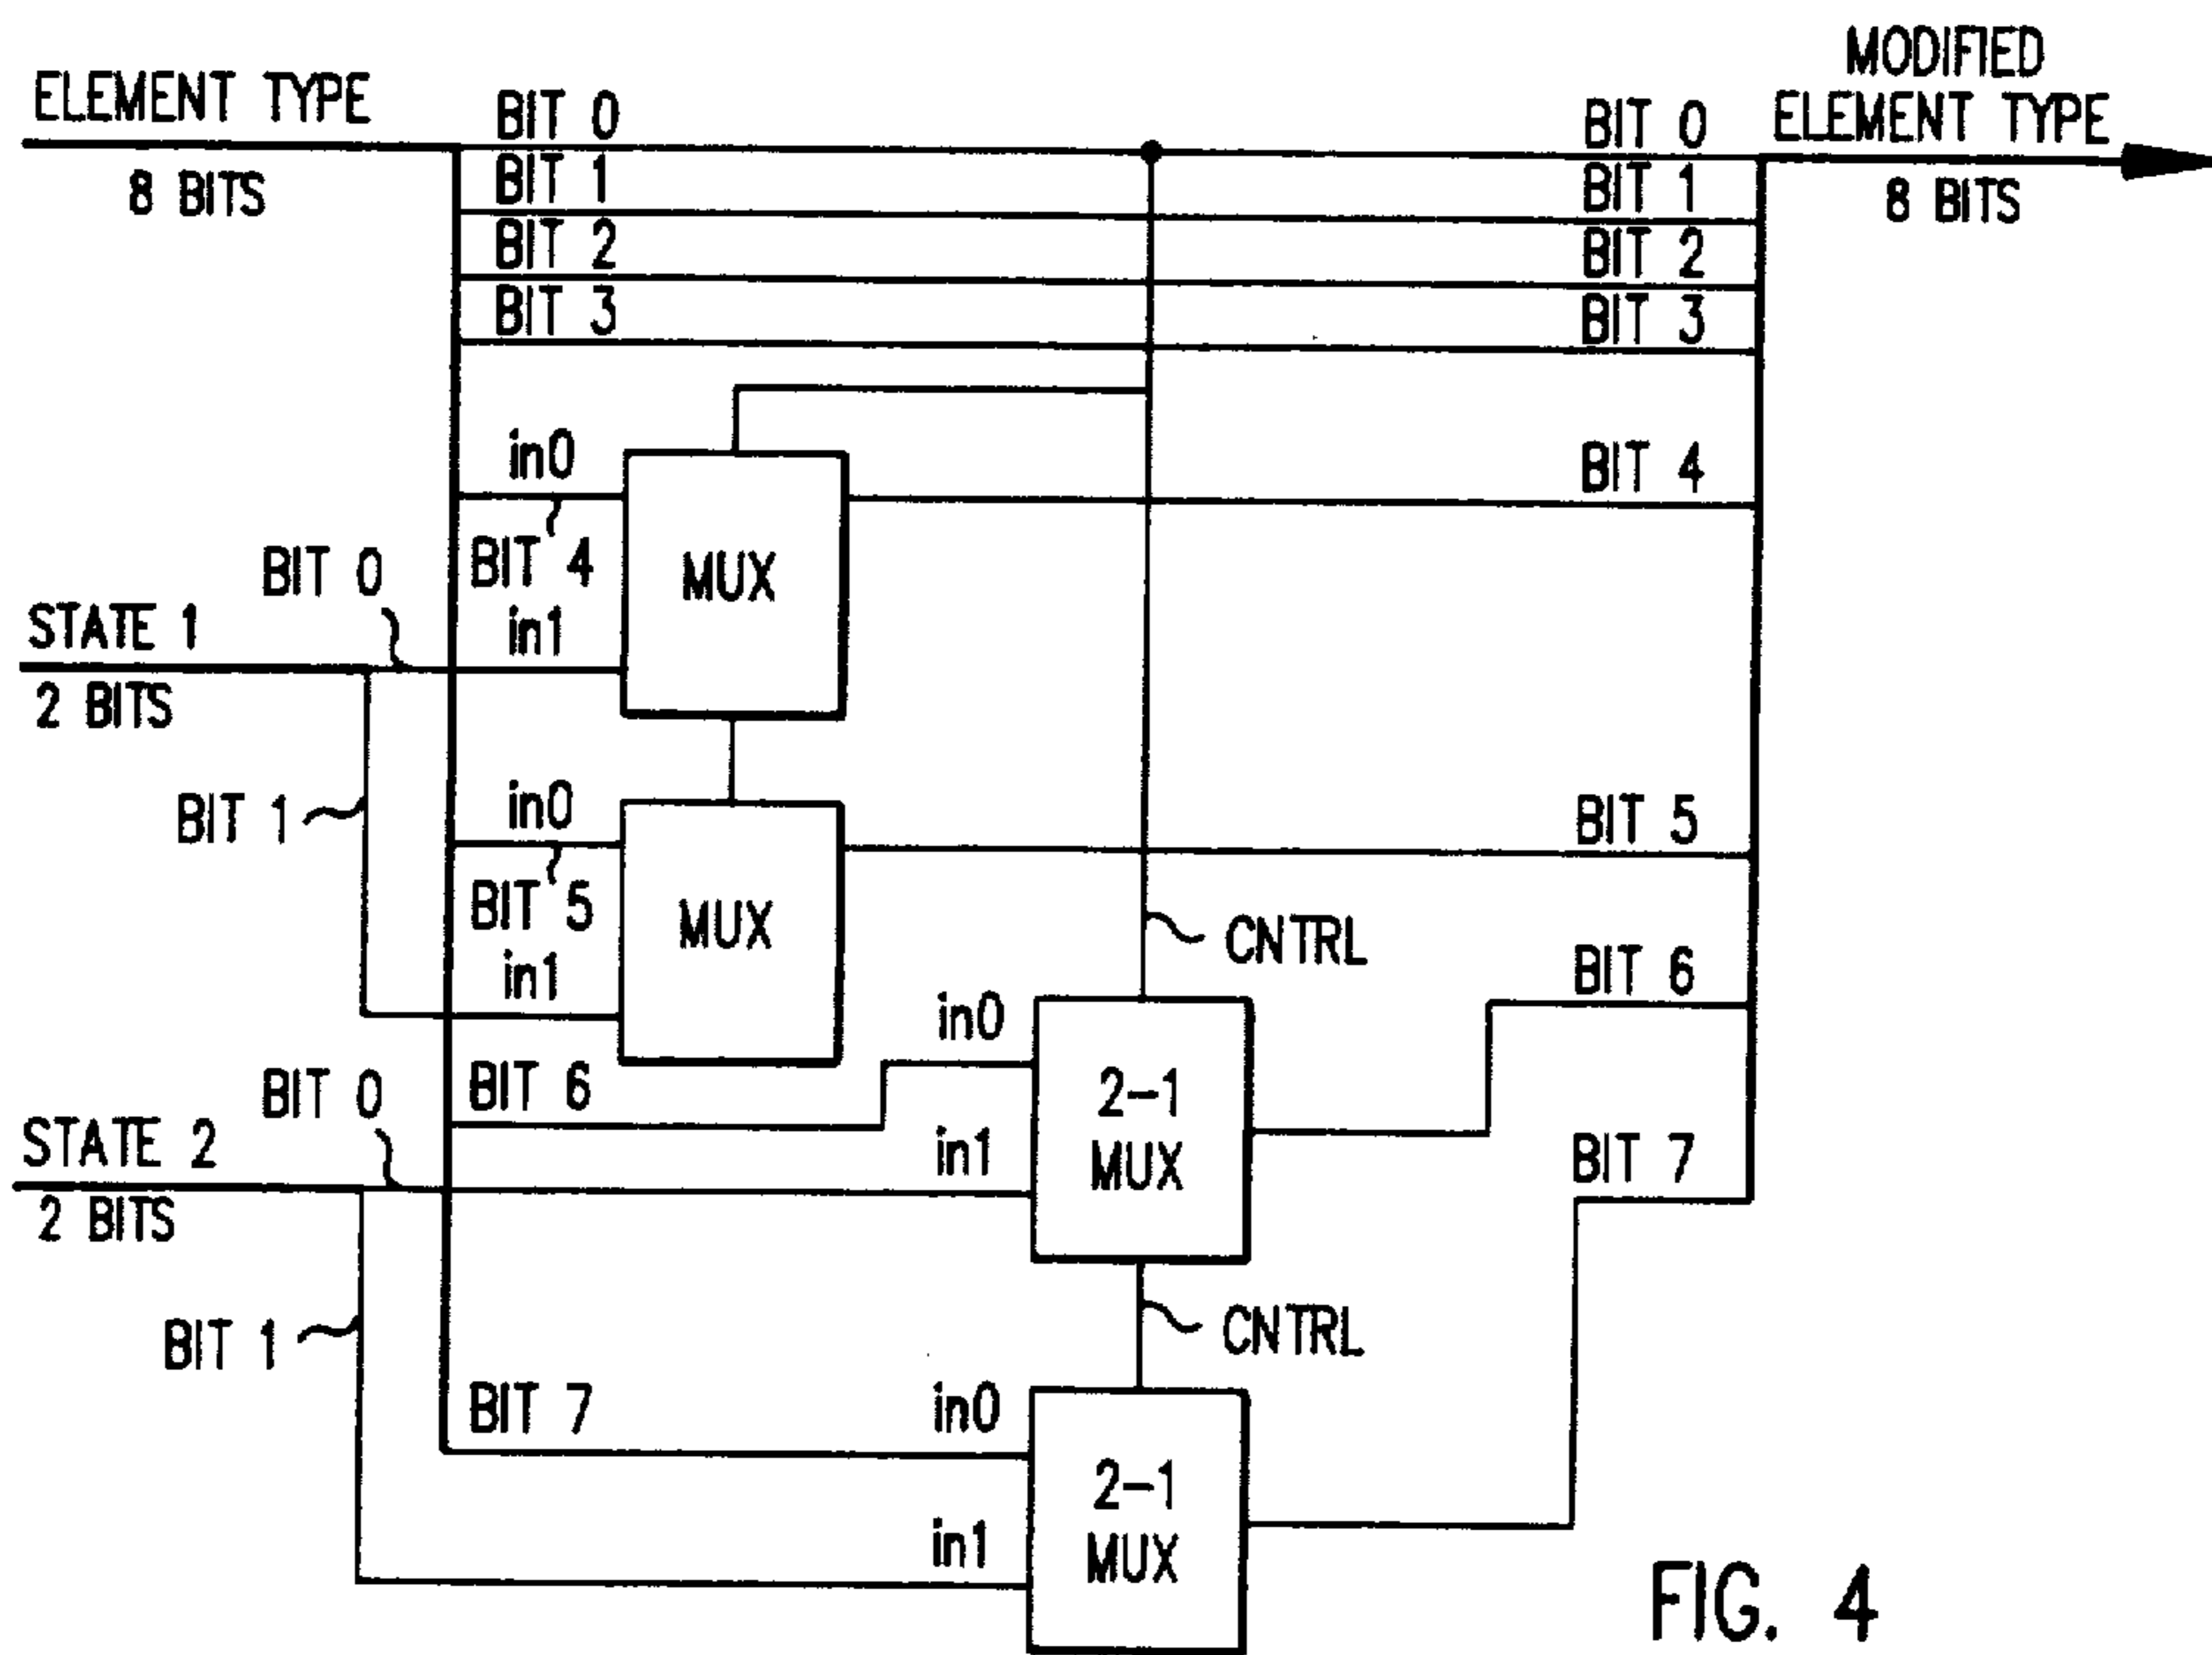 ELEMENT TYPE
8 BITS
BIT 0
BIT 1
BIT 2
BIT 3
BIT 0
BIT 1
BIT 2
BIT 3
MODIFIED
ELEMENT TYPE
8 BITS
in0
BIT 4
in1
MUX
BIT 4
BIT 0
STATE 1
2 BITS
BIT 1
in0
BIT 5
in1
MUX
BIT 5
CNTRL
BIT 6
BIT 6
in0
in1
2-1
MUX
BIT 0
STATE 2
2 BITS
BIT 1
BIT 7
CNTRL
BIT 7
in0
in1
2-1
MUX
FIG. 4